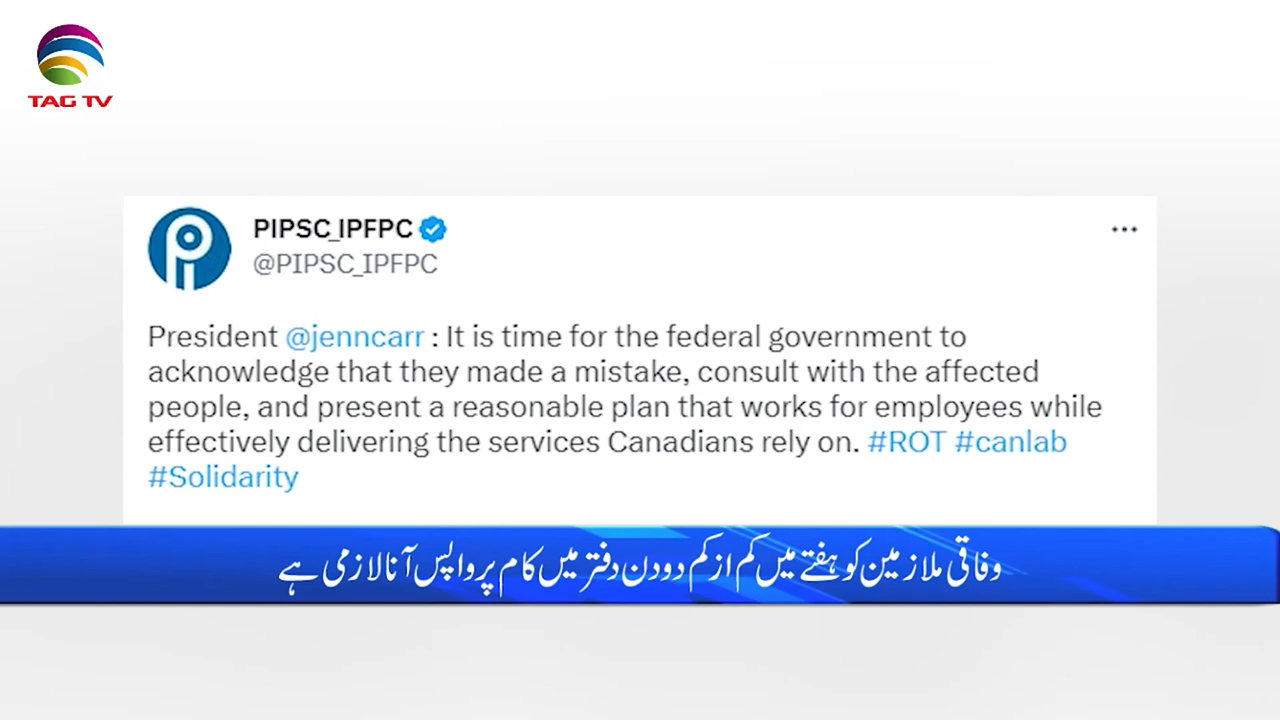 TAG TV
PIPSC_IPFPC
@PIPSC_IPFPC
President @jenncarr : It is time for the federal government to
acknowledge that they made a mistake, consult with the affected
people, and present a reasonable plan that works for employees while
effectively delivering the services Canadians rely on. #ROT #canlab
#Solidarity
وفاقی ملازمین کو ہفتے میں کم از کم دو دن دفتر میں کام پر واپس آنا لازمی ہے